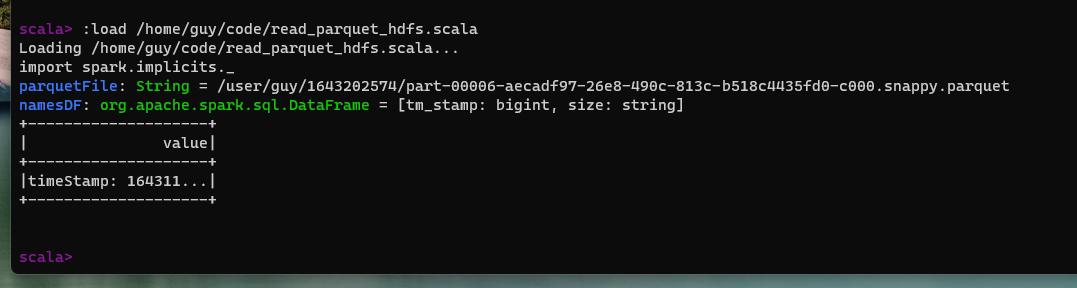 scala> :load /home/guy/code/read_parquet_hdfs.scala
Loading /home/guy/code/read_parquet_hdfs.scala...
import spark.implicits._
parquetFile: String = /user/guy/1643202574/part-00006-aecadf97-26e8-490c-813c-b518c4435fd0-c000.snappy.parquet
namesDF: org.apache.spark.sql.DataFrame = [tm_stamp: bigint, size: string]
+--------------------+
|               value|
+--------------------+
|timeStamp: 164311...|
+--------------------+
scala>